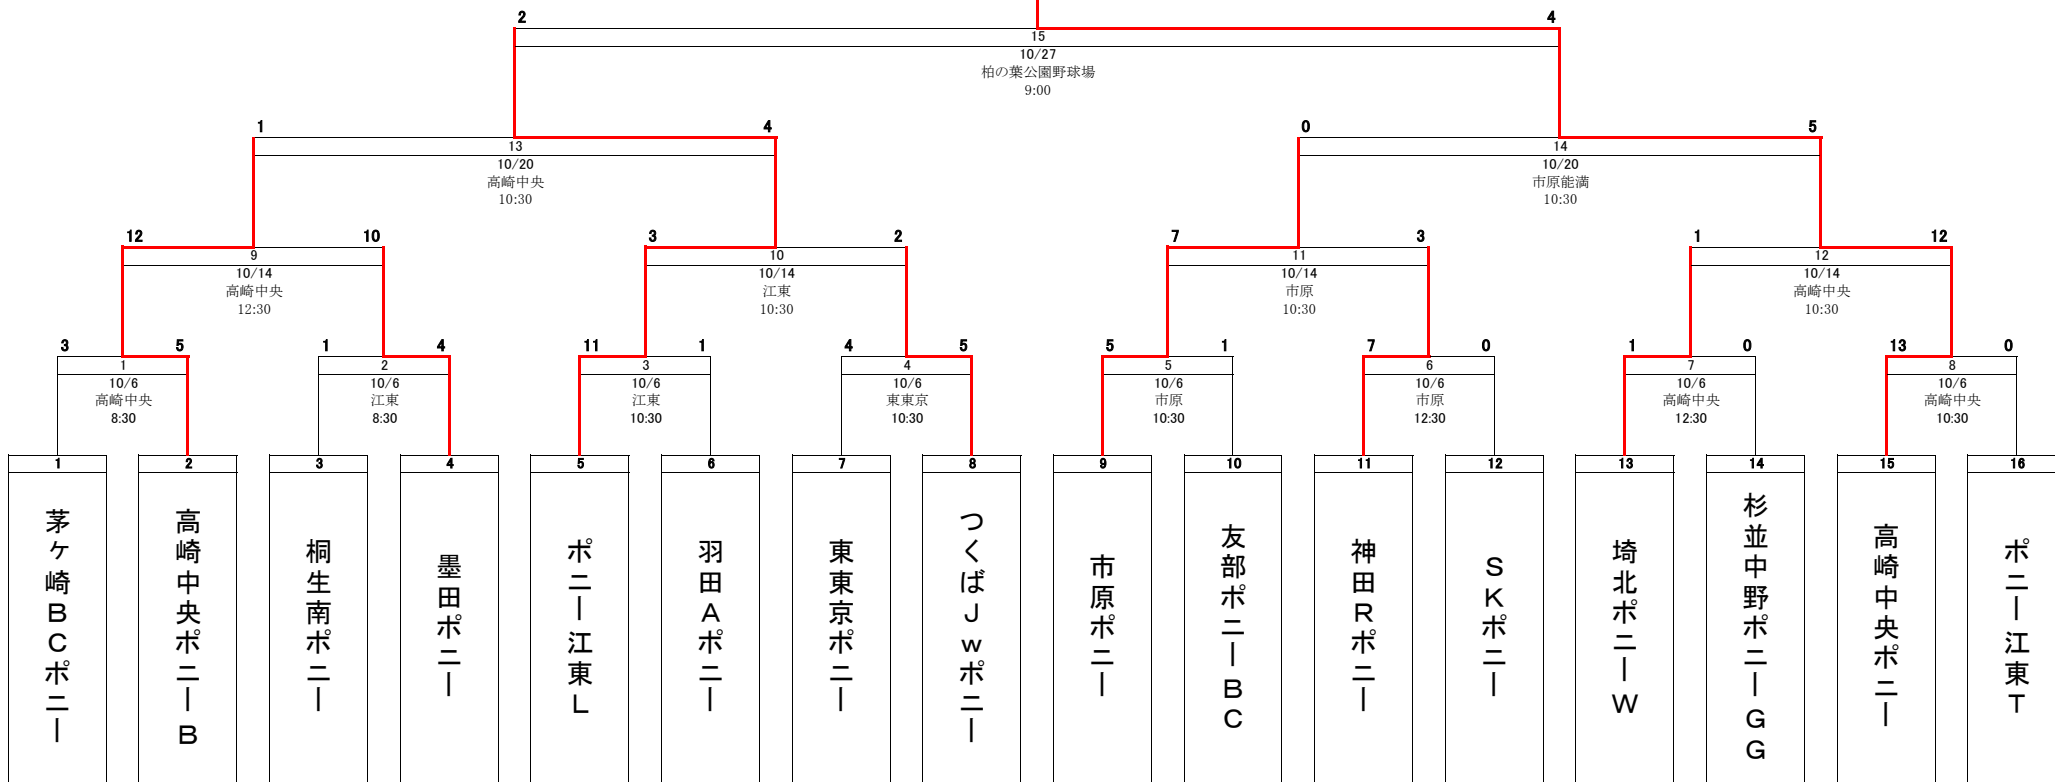 2 4
15
10/27
柏の葉公園野球場
9:00
1 4 0 5
13 14
10/20 10/20
高崎中央 市原能満
10:30 10:30
12 10 3 2 7 3 1 12
9 10 11 12
10/14 10/14 10/14 10/14
高崎中央 江東 市原 高崎中央
12:30 10:30 10:30 10:30
3 5 1 4 11 1 4 5 5 1 7 0 1 0 13 0
1 2 3 4 5 6 7 8
10/6 10/6 10/6 10/6 10/6 10/6 10/6 10/6
高崎中央 江東 江東 東東京 市原 市原 高崎中央 高崎中央
8:30 8:30 10:30 10:30 10:30 12:30 12:30 10:30
1 2 3 4 5 6 7 8 9 10 11 12 13 14 15 16
茅ヶ崎BCポニー
高崎中央ポニーB
桐生南ポニー
墨田ポニー
ポニー江東L
羽田Aポニー
東東京ポニー
つくばJwポニー
市原ポニー
友部ポニーBC
神田Rポニー
SKポニー
埼北ポニーW
杉並中野ポニーGG
高崎中央ポニー
ポニー江東T